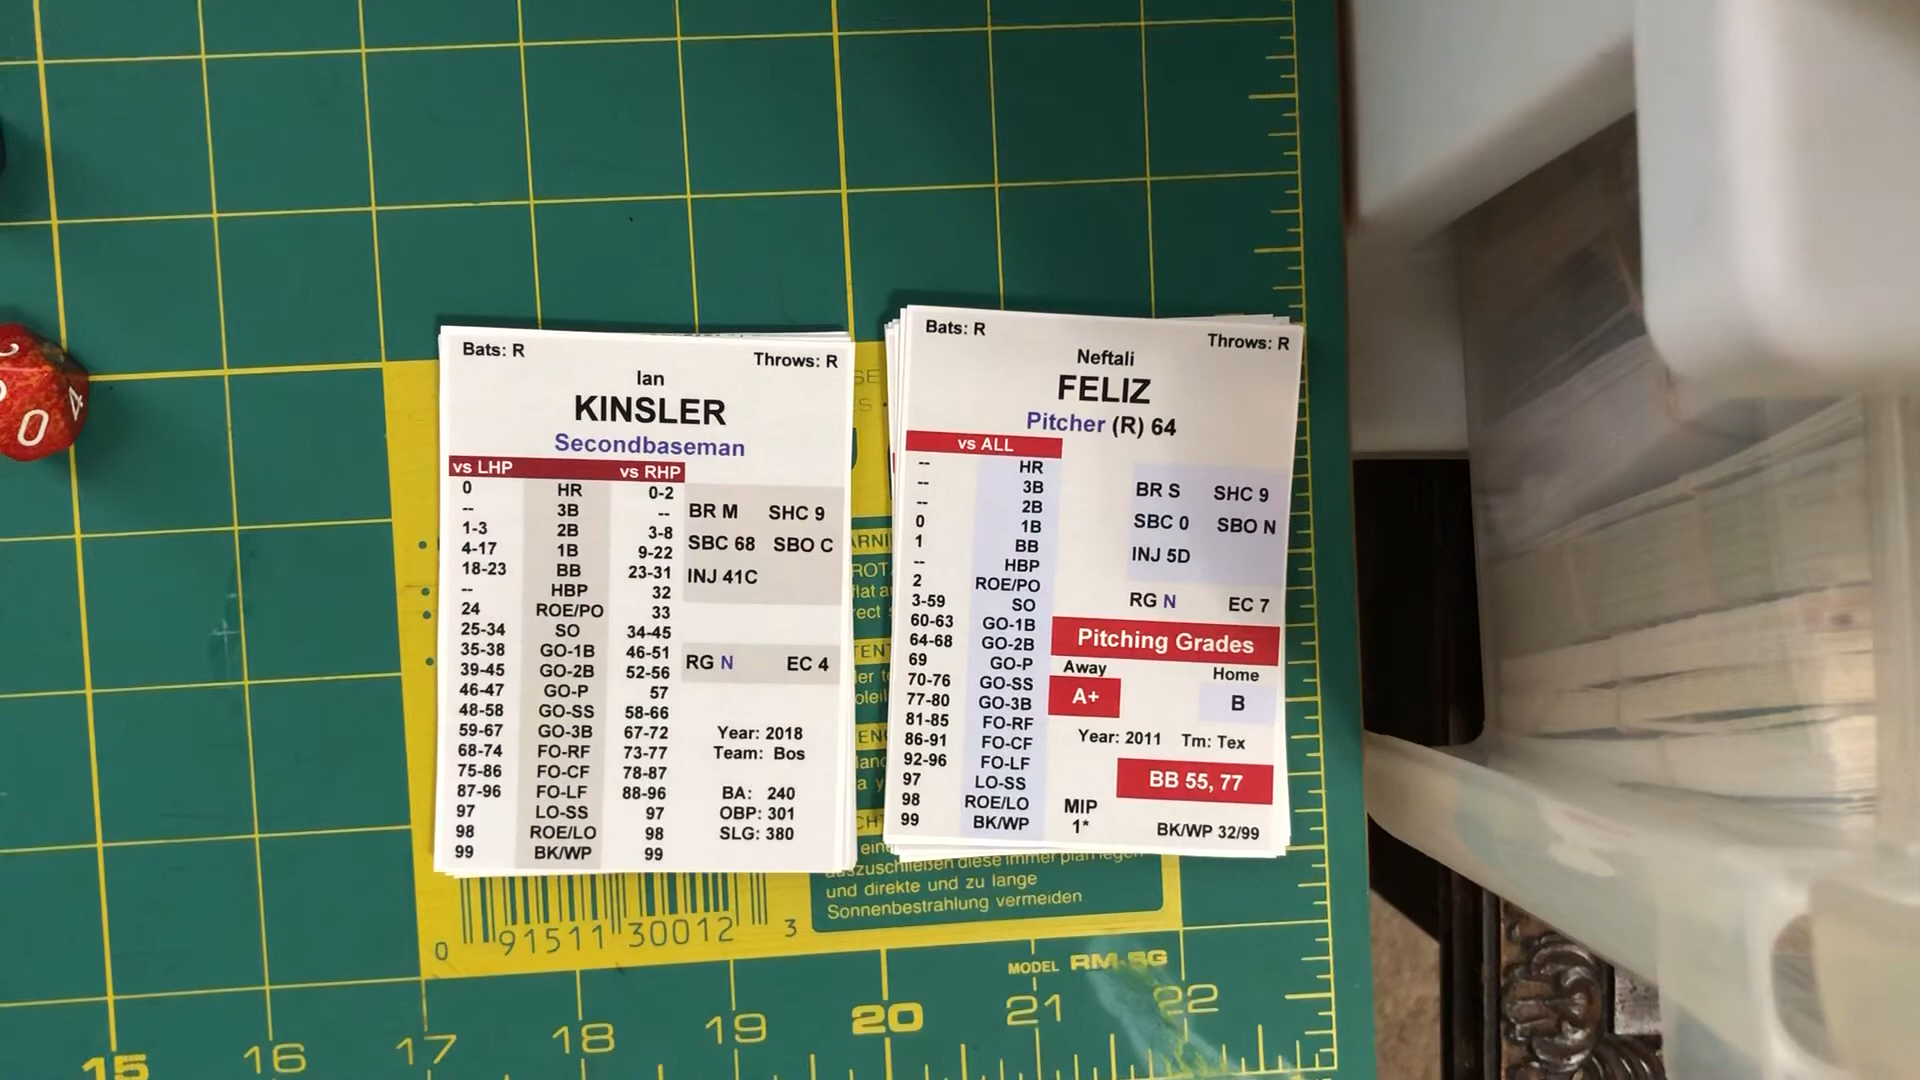 Bats: R
Throws: R
Ian
KINSLER
Secondbaseman
vs LHP vs RHP
0 HR 0-2
-- 3B --
1-3 2B 3-8
4-17 1B 9-22
18-23 BB 23-31
-- HBP 32
24 ROE/PO 33
25-34 SO 34-45
35-38 GO-1B 46-51
39-45 GO-2B 52-56
46-47 GO-P 57
48-58 GO-SS 58-66
59-67 GO-3B 67-72
68-74 FO-RF 73-77
75-86 FO-CF 78-87
87-96 FO-LF 88-96
97 LO-SS 97
98 ROE/LO 98
99 BK/WP 99
BR M SHC 9
SBC 68 SBO C
INJ 41C
RG N EC 4
Year: 2018
Team: Bos
BA: 240
OBP: 301
SLG: 380
Bats: R
Throws: R
Neftali
FELIZ
Pitcher (R) 64
vs ALL
-- HR
-- 3B
-- 2B
0 1B
1 BB
-- HBP
2 ROE/PO
3-59 SO
60-63 GO-1B
64-68 GO-2B
69 GO-P
70-76 GO-SS
77-80 GO-3B
81-85 FO-RF
86-91 FO-CF
92-96 FO-LF
97 LO-SS
98 ROE/LO
99 BK/WP
BR S SHC 9
SBC 0 SBO N
INJ 5D
RG N EC 7
Pitching Grades
Away Home
A+ B
Year: 2011 Tm: Tex
BB 55, 77
MIP
1*
BK/WP 32/99
und direkte und zu lange
Sonnenbestrahlung vermeiden
0 91511 30012 3
MODEL RM-SG
15 16 17 18 19 20 21 22
0 4